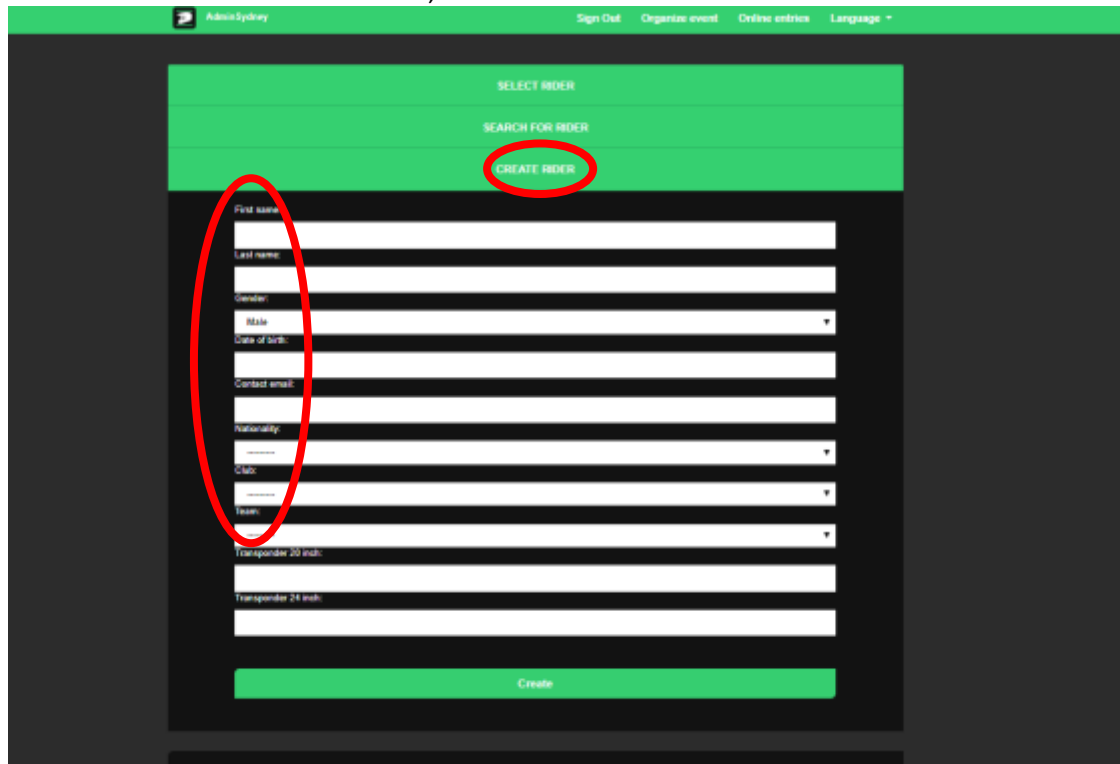 AdminSydney Sign Out Organize event Online entries Language
SELECT RIDER
SEARCH FOR RIDER
CREATE RIDER
First name:
Last name:
Gender:
Male
Date of birth:
Contact email:
Nationality:
---------
Club:
---------
Team:
---------
Transponder 20 inch:
Transponder 24 inch:
Create